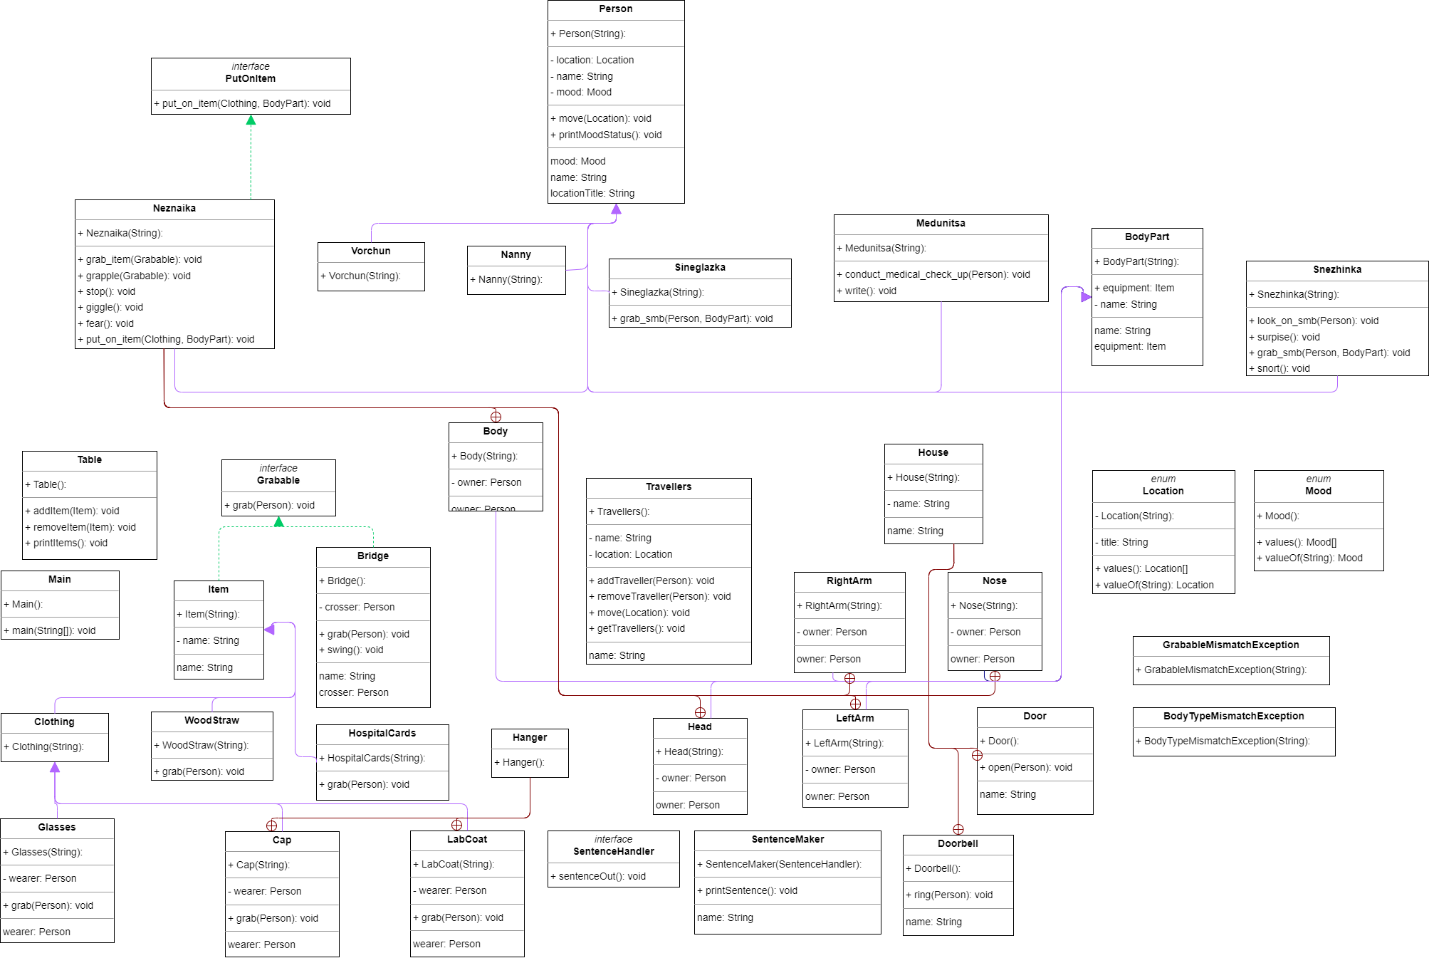 Person
+ Person(String):
- location: Location
- name: String
- mood: Mood
+ move(Location): void
+ printMoodStatus(): void
mood: Mood
name: String
locationTitle: String
interface
PutOnItem
+ put_on_item(Clothing, BodyPart): void
Neznaika
+ Neznaika(String):
+ grab_item(Grabable): void
+ grapple(Grabable): void
+ stop(): void
+ giggle(): void
+ fear(): void
+ put_on_item(Clothing, BodyPart): void
Vorchun
+ Vorchun(String):
Nanny
+ Nanny(String):
Sineglazka
+ Sineglazka(String):
+ grab_smb(Person, BodyPart): void
Medunitsa
+ Medunitsa(String):
+ conduct_medical_check_up(Person): void
+ write(): void
BodyPart
+ BodyPart(String):
+ equipment: Item
- name: String
name: String
equipment: Item
Snezhinka
+ Snezhinka(String):
+ look_on_smb(Person): void
+ surpise(): void
+ grab_smb(Person, BodyPart): void
+ snort(): void
Table
+ Table():
+ addItem(Item): void
+ removeItem(Item): void
+ printItems(): void
interface
Grabable
+ grab(Person): void
Body
+ Body(String):
- owner: Person
owner: Person
Travellers
+ Travellers():
- name: String
- location: Location
+ addTraveller(Person): void
+ removeTraveller(Person): void
+ move(Location): void
+ getTravellers(): void
name: String
House
+ House(String):
- name: String
name: String
enum
Location
- Location(String):
- title: String
+ values(): Location[]
+ valueOf(String): Location
enum
Mood
+ Mood():
+ values(): Mood[]
+ valueOf(String): Mood
Main
+ Main():
+ main(String[]): void
Item
+ Item(String):
- name: String
name: String
Bridge
+ Bridge():
- crosser: Person
+ grab(Person): void
+ swing(): void
name: String
crosser: Person
RightArm
+ RightArm(String):
- owner: Person
owner: Person
Nose
+ Nose(String):
- owner: Person
owner: Person
GrabableMismatchException
+ GrabableMismatchException(String):
Clothing
+ Clothing(String):
WoodStraw
+ WoodStraw(String):
+ grab(Person): void
HospitalCards
+ HospitalCards(String):
+ grab(Person): void
Hanger
+ Hanger():
Head
+ Head(String):
- owner: Person
owner: Person
LeftArm
+ LeftArm(String):
- owner: Person
owner: Person
Door
+ Door():
+ open(Person): void
name: String
BodyTypeMismatchException
+ BodyTypeMismatchException(String):
Glasses
+ Glasses(String):
- wearer: Person
+ grab(Person): void
wearer: Person
Cap
+ Cap(String):
- wearer: Person
+ grab(Person): void
wearer: Person
LabCoat
+ LabCoat(String):
- wearer: Person
+ grab(Person): void
wearer: Person
interface
SentenceHandler
+ sentenceOut(): void
SentenceMaker
+ SentenceMaker(SentenceHandler):
+ printSentence(): void
name: String
Doorbell
+ Doorbell():
+ ring(Person): void
name: String